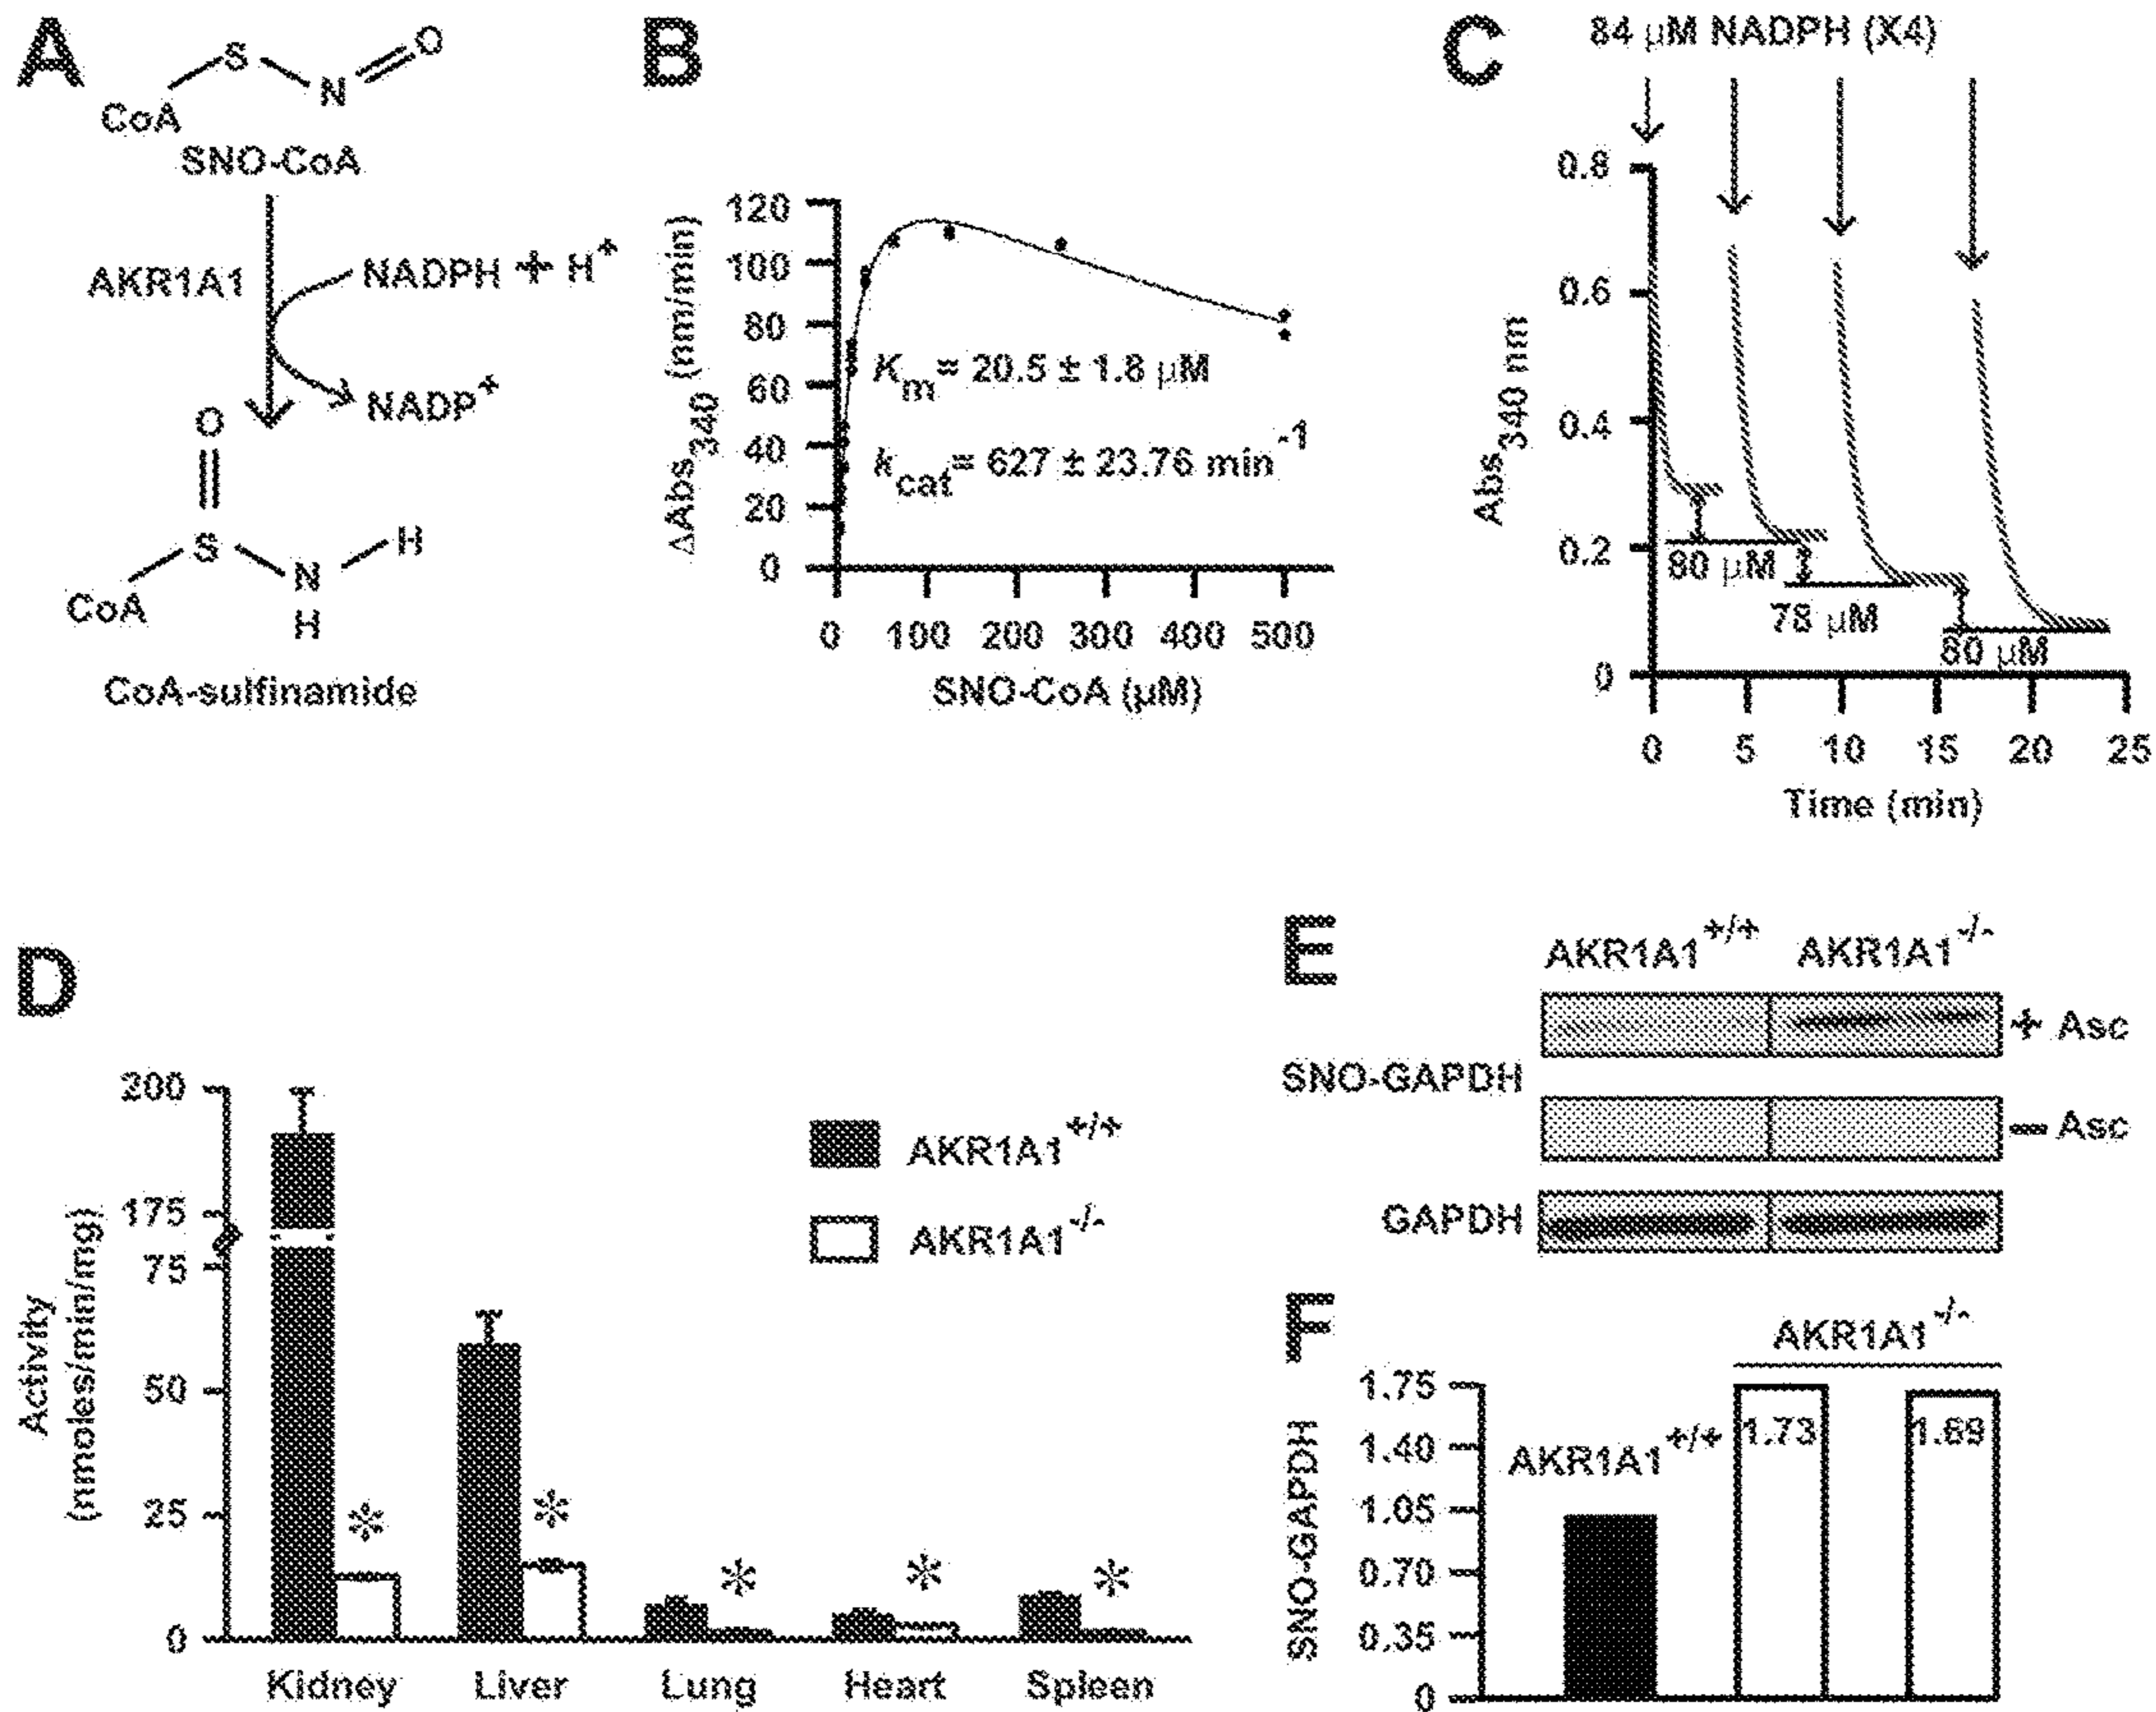 A
S
N
O
CoA
SNO-CoA
AKR1A1
NADPH + H+
NADP+
O
S
N
H
H
CoA
CoA-sulfinamide
B
ΔAbs340 (nm/min)
120
100
80
60
40
20
0
Km = 20.5 ± 1.8 µM
kcat = 627 ± 23.76 min-1
0 100 200 300 400 500
SNO-CoA (µM)
C
84 µM NADPH (X4)
Abs340 nm
0.8
0.6
0.4
0.2
0
80 µM
78 µM
80 µM
0 5 10 15 20 25
Time (min)
D
Activity
(nmoles/min/mg)
200
175
75
50
25
0
AKR1A1+/+
AKR1A1-/-
*
*
*
*
*
Kidney Liver Lung Heart Spleen
E
AKR1A1+/+ AKR1A1-/-
+ Asc
SNO-GAPDH
- Asc
GAPDH
F
AKR1A1-/-
SNO-GAPDH
1.75
1.40
1.05
0.70
0.35
0
AKR1A1+/+
1.73
1.69